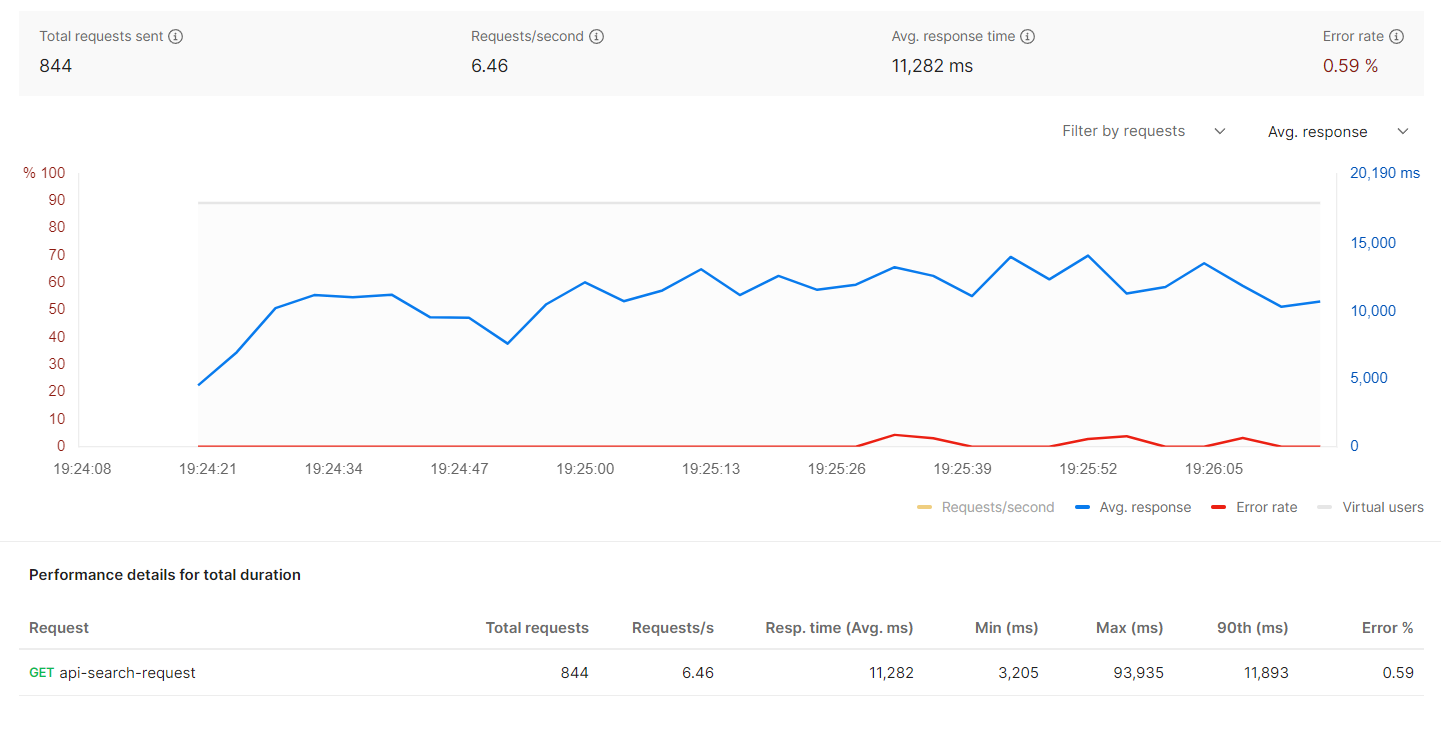 Total requests sent Requests/second Avg. response time Error rate
844 6.46 11,282 ms 0.59 %
Filter by requests Avg. response
% 100 20,190 ms
90
80
70 15,000
60
50 10,000
40
30 5,000
20
10
0 0
19:24:08 19:24:21 19:24:34 19:24:47 19:25:00 19:25:13 19:25:26 19:25:39 19:25:52 19:26:05
Requests/second Avg. response Error rate Virtual users
Performance details for total duration
Request Total requests Requests/s Resp. time (Avg. ms) Min (ms) Max (ms) 90th (ms) Error %
GET api-search-request 844 6.46 11,282 3,205 93,935 11,893 0.59